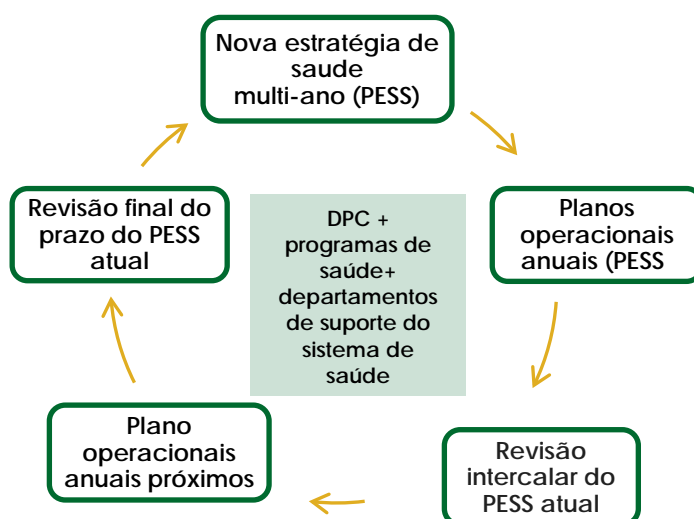 Nova estratégia de
saude
multi-ano (PESS)
Revisão final do
prazo do PESS
atual
DPC +
programas de
saúde+
departamentos
de suporte do
sistema de
saúde
Planos
operacionais
anuais (PESS
Plano
operacionais
anuais próximos
Revisão
intercalar do
PESS atual